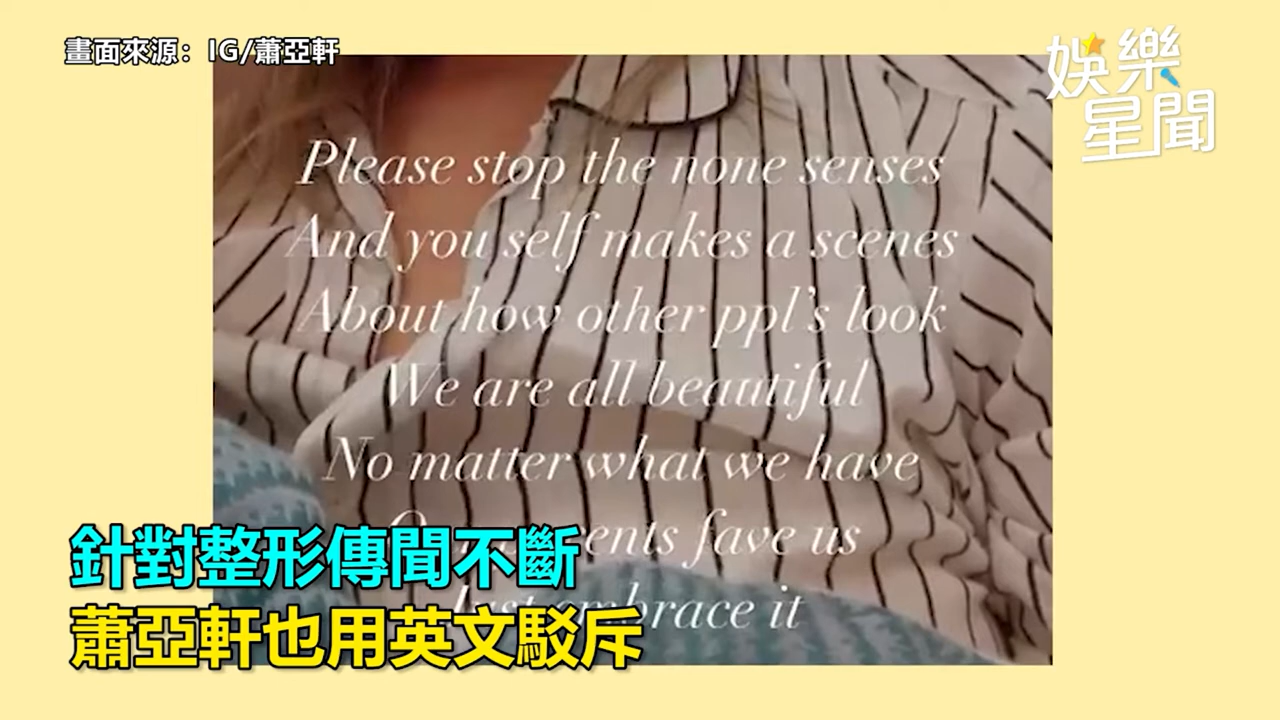 畫面來源：IG/蕭亞軒
娛樂
星聞
Please stop the none senses
And you self makes a scenes
About how other ppl's look
We are all beautiful
No matter what we have
fave us
embrace it
針對整形傳聞不斷
蕭亞軒也用英文駁斥